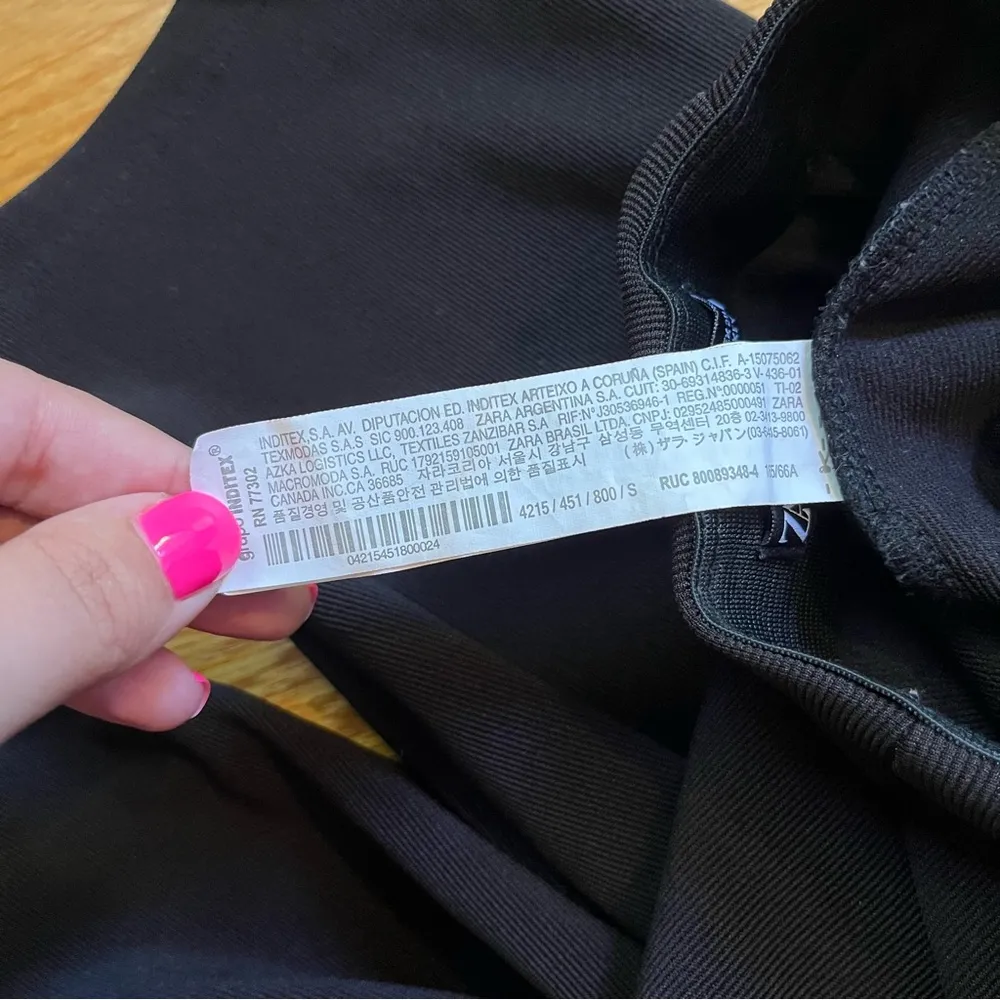 grupo INDITEX®
RN 77302
INDITEX,S.A. AV. DIPUTACION ED. INDITEX ARTEIXO A CORUÑA (SPAIN) C.I.F. A-15075062
TEXMODAS S.A.S SIC 900.123.408 ZARA ARGENTINA S.A. CUIT: 30-69314836-3 V-436-01
AZKA LOGISTICS LLC, TEXTILES ZANZIBAR S.A RIF:N°J30536946-1 REG.N°0000051 TI-02
MACROMODA S.A. RUC 1792159105001 ZARA BRASIL LTDA. CNPJ: 02952485000491 ZARA
CANADA INC.CA 36685 자라코리아 서울시 강남구 삼성동 무역센터 20층 02-3413-9800
품질경영 및 공산품안전 관리법에 의한 품질표시 (株) ザラ・ジャパン(03-6445-8061)
4215 / 451 / 800 / S RUC 80089348-4 15/66A
04215451800024